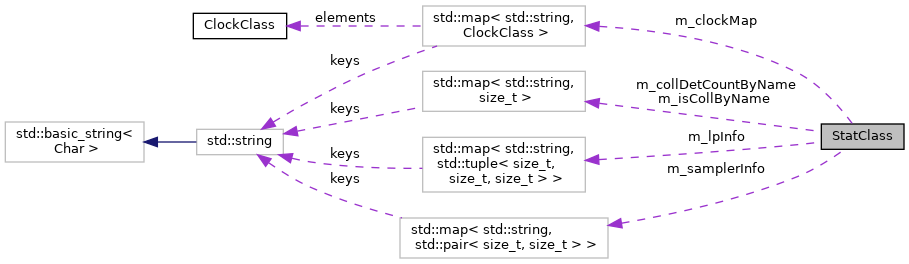 ClockClass
elements
std::map< std::string,
ClockClass >
m_clockMap
keys
std::map< std::string,
size_t >
m_collDetCountByName
m_isCollByName
keys
std::basic_string<
Char >
std::string
StatClass
keys
std::map< std::string,
std::tuple< size_t,
size_t, size_t > >
m_lpInfo
keys
m_samplerInfo
std::map< std::string,
std::pair< size_t, size_t > >